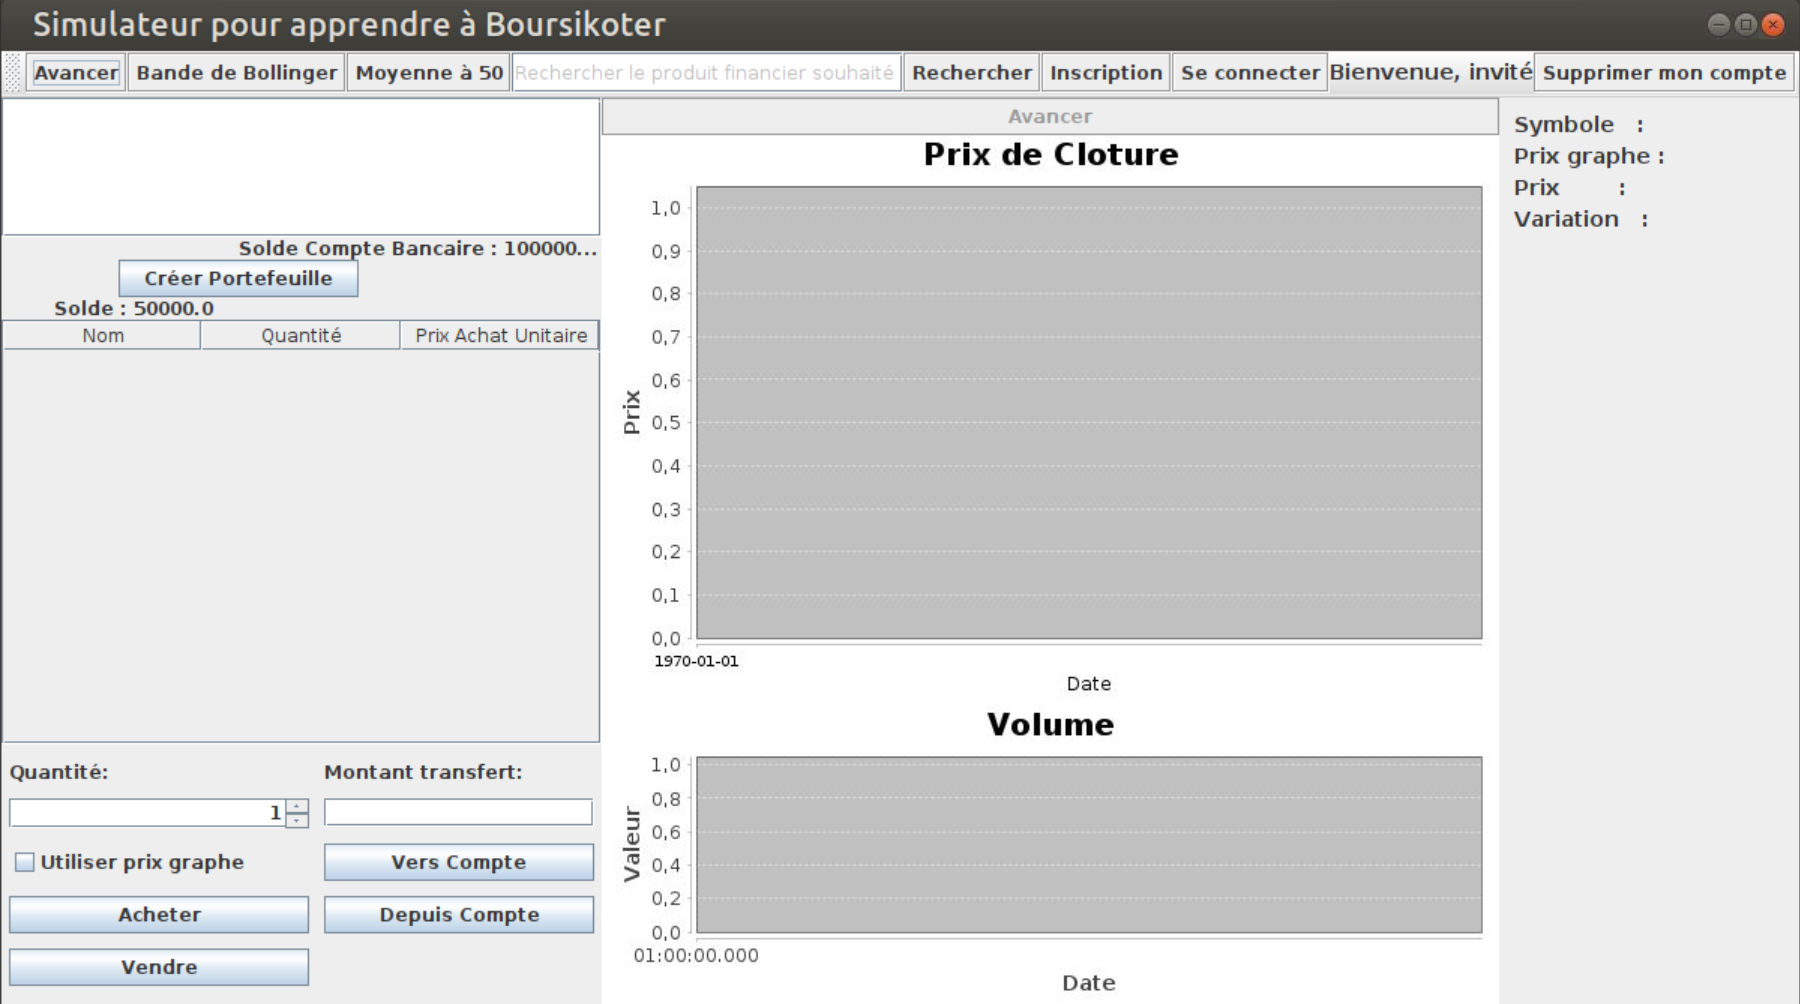 Simulateur pour apprendre à Boursikoter
Avancer Bande de Bollinger Moyenne à 50 Rechercher le produit financier souhaité Rechercher Inscription Se connecter Bienvenue, invité Supprimer mon compte
Solde Compte Bancaire : 100000...
Créer Portefeuille
Solde : 50000.0
Nom Quantité Prix Achat Unitaire
Quantité: Montant transfert:
1
Utiliser prix graphe Vers Compte
Acheter Depuis Compte
Vendre
Avancer
Prix de Cloture
1,0
0,9
0,8
0,7
0,6
0,5
0,4
0,3
0,2
0,1
0,0
Prix
1970-01-01
Date
Volume
1,0
0,8
0,6
0,4
0,2
0,0
Valeur
01:00:00.000
Date
Symbole :
Prix graphe :
Prix :
Variation :